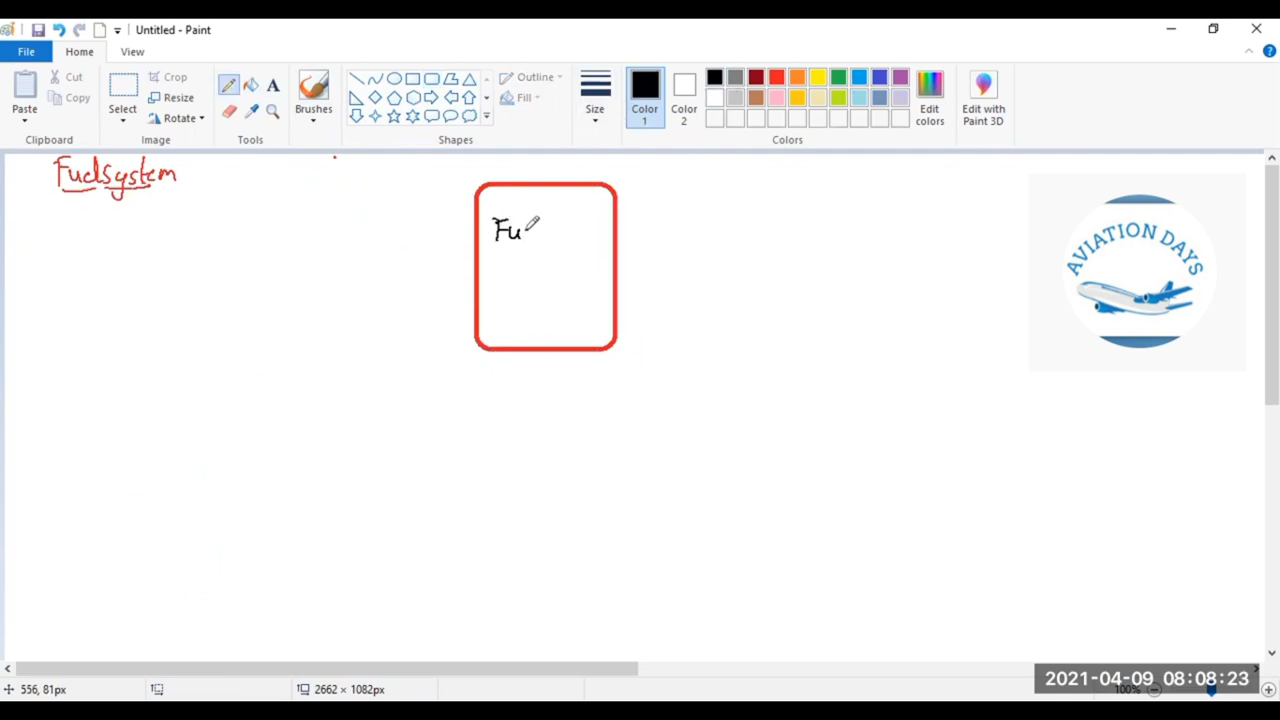 Untitled - Paint
File
Home
View
Paste
Cut
Copy
Clipboard
Select
Crop
Resize
Rotate
Image
A
Tools
Brushes
Outline
Fill
Shapes
Size
Color
1
Color
2
Edit
colors
Colors
Edit with
Paint 3D
Fuelsystem
Fu
AVIATION DAYS
556, 81px
2662 × 1082px
100%
2021-04-09 08:08:23